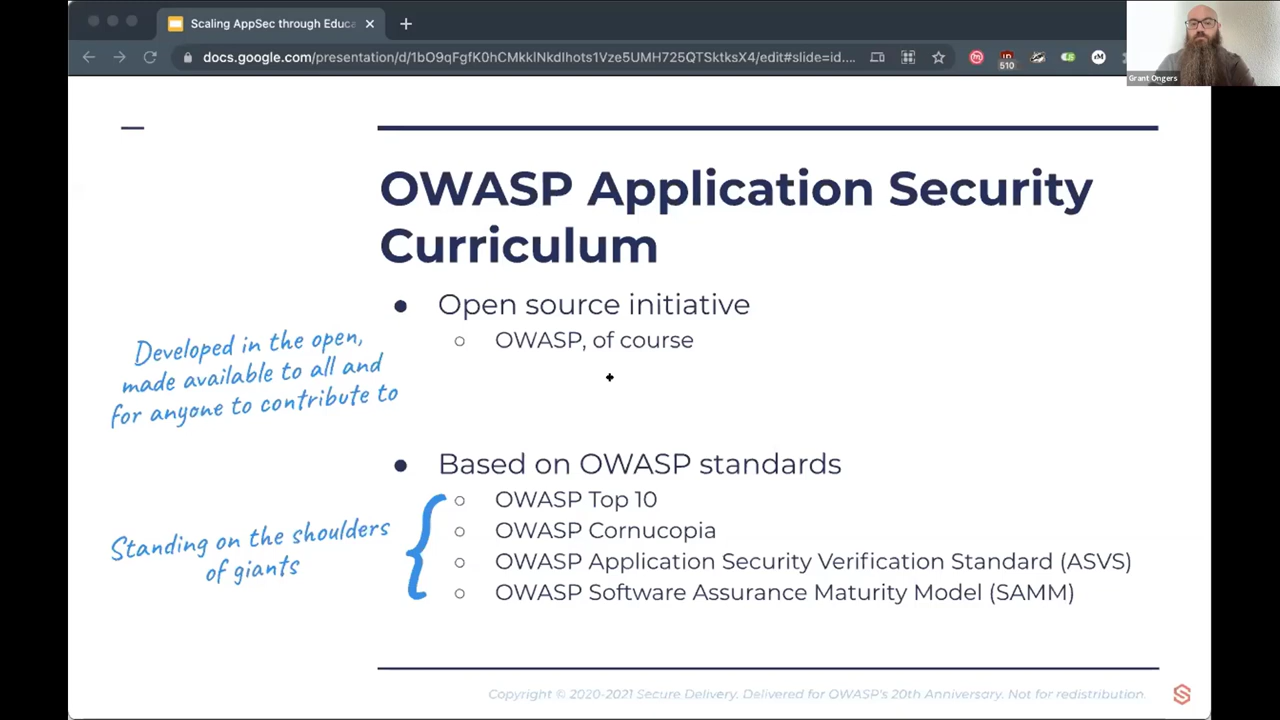 Scaling AppSec through Educa
docs.google.com/presentation/d/1bO9qFgfK0hCMkklNkdIhots1Vze5UMH725QTSktksX4/edit#slide=id....
510
Grant Ongers
OWASP Application Security
Curriculum
Open source initiative
OWASP, of course
Developed in the open,
made available to all and
for anyone to contribute to
Based on OWASP standards
OWASP Top 10
OWASP Cornucopia
OWASP Application Security Verification Standard (ASVS)
OWASP Software Assurance Maturity Model (SAMM)
Standing on the shoulders
of giants
Copyright © 2020-2021 Secure Delivery. Delivered for OWASP's 20th Anniversary. Not for redistribution.